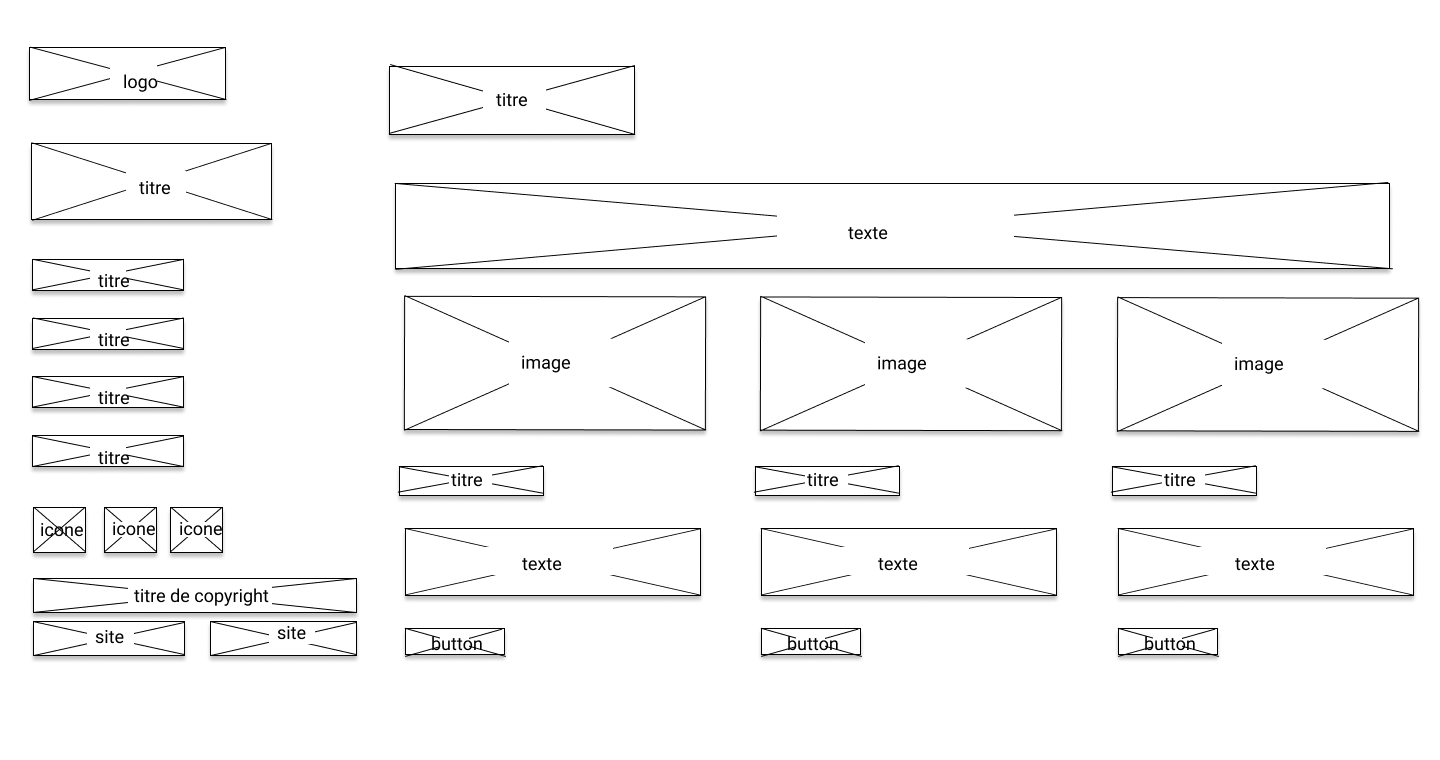 logo
titre
titre
titre
titre
titre
icone icone icone
titre de copyright
site site
titre
texte
image image image
titre titre titre
texte texte texte
button button button